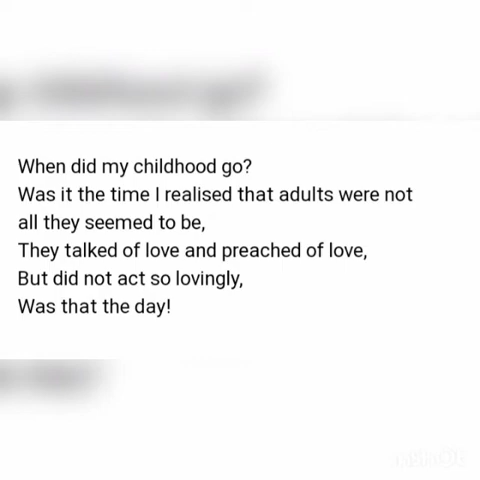 When did my childhood go?
Was it the time I realised that adults were not
all they seemed to be,
They talked of love and preached of love,
But did not act so lovingly,
Was that the day!